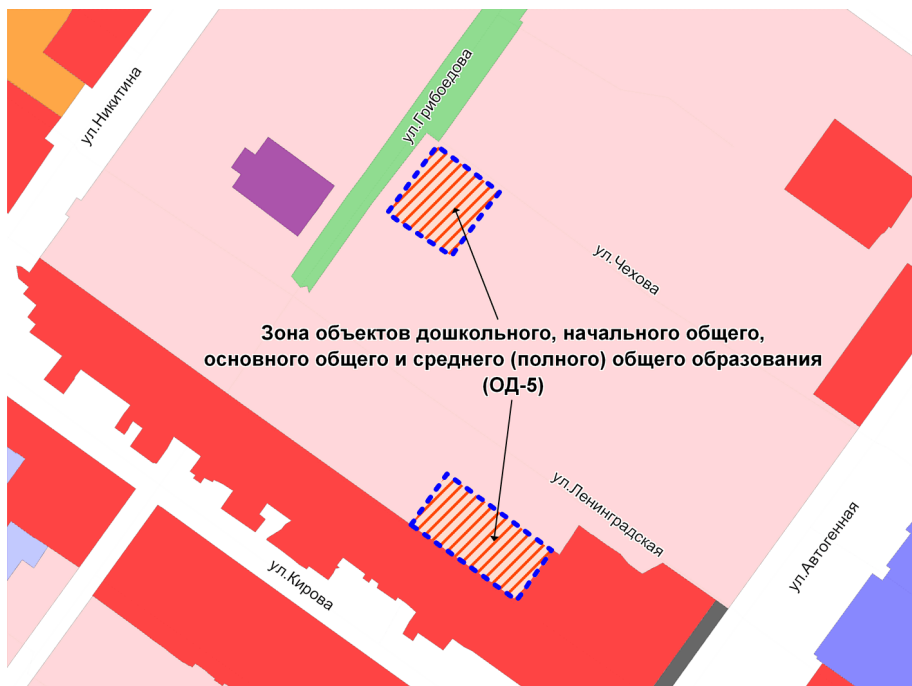 ул.Никитина
ул.Грибоедова
ул.Чехова
Зона объектов дошкольного, начального общего,
основного общего и среднего (полного) общего образования
(ОД-5)
ул.Ленинградская
ул.Автогенная
ул.Кирова